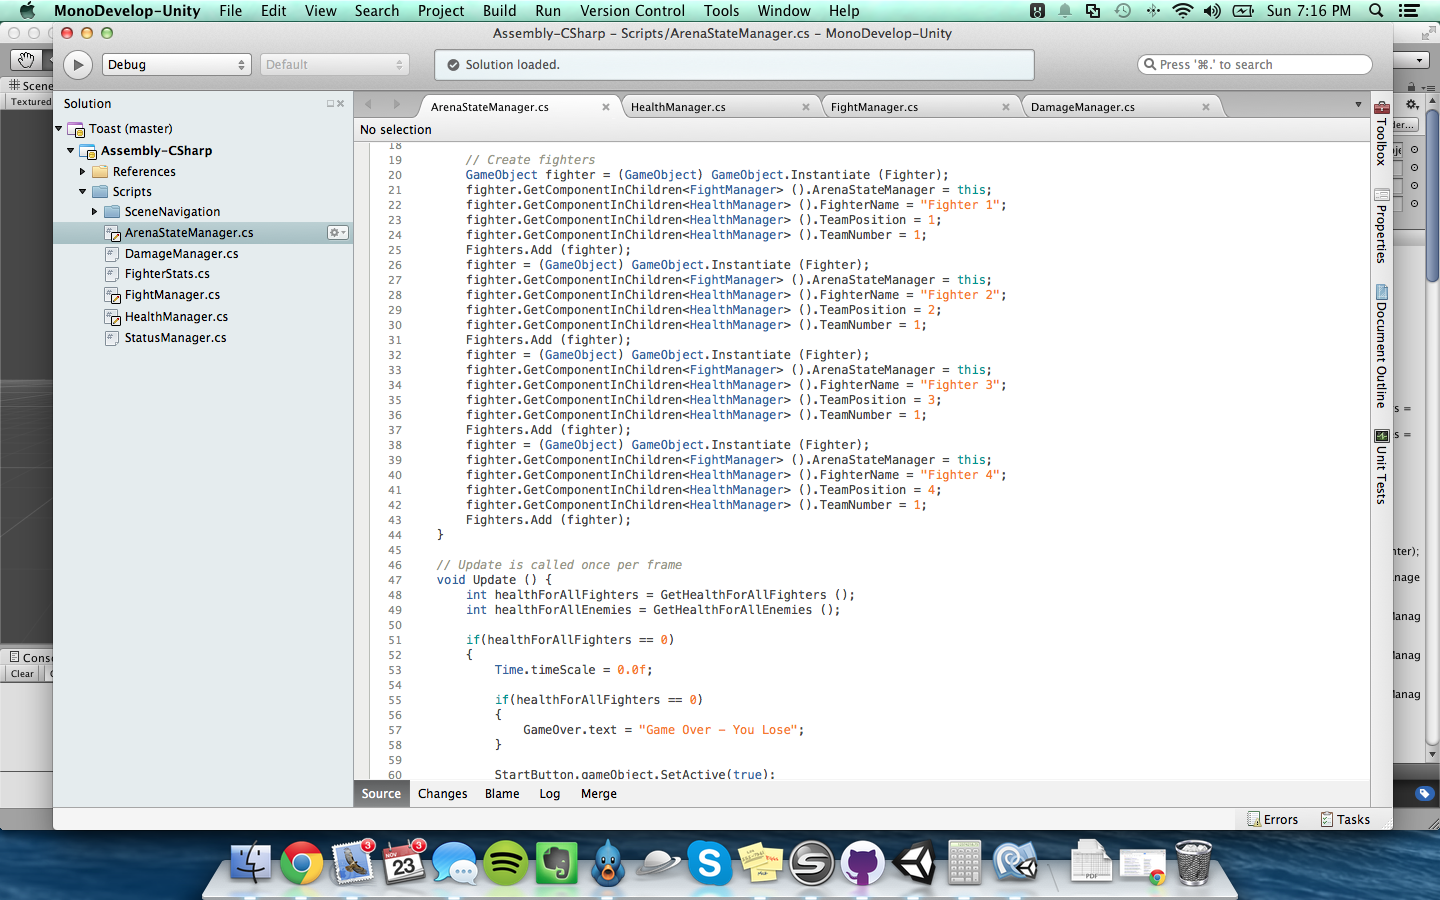 MonoDevelop-Unity File Edit View Search Project Build Run Version Control Tools Window Help
Sun 7:16 PM
Assembly-CSharp – Scripts/ArenaStateManager.cs – MonoDevelop-Unity
Debug
Default
Solution loaded.
Press '⌘.' to search
Scene
Textured
Solution
Toast (master)
Assembly-CSharp
References
Scripts
SceneNavigation
ArenaStateManager.cs
DamageManager.cs
FighterStats.cs
FightManager.cs
HealthManager.cs
StatusManager.cs
Clear
ArenaStateManager.cs HealthManager.cs FightManager.cs DamageManager.cs
No selection
18
19 // Create fighters
20 GameObject fighter = (GameObject) GameObject.Instantiate (Fighter);
21 fighter.GetComponentInChildren<FightManager> ().ArenaStateManager = this;
22 fighter.GetComponentInChildren<HealthManager> ().FighterName = "Fighter 1";
23 fighter.GetComponentInChildren<HealthManager> ().TeamPosition = 1;
24 fighter.GetComponentInChildren<HealthManager> ().TeamNumber = 1;
25 Fighters.Add (fighter);
26 fighter = (GameObject) GameObject.Instantiate (Fighter);
27 fighter.GetComponentInChildren<FightManager> ().ArenaStateManager = this;
28 fighter.GetComponentInChildren<HealthManager> ().FighterName = "Fighter 2";
29 fighter.GetComponentInChildren<HealthManager> ().TeamPosition = 2;
30 fighter.GetComponentInChildren<HealthManager> ().TeamNumber = 1;
31 Fighters.Add (fighter);
32 fighter = (GameObject) GameObject.Instantiate (Fighter);
33 fighter.GetComponentInChildren<FightManager> ().ArenaStateManager = this;
34 fighter.GetComponentInChildren<HealthManager> ().FighterName = "Fighter 3";
35 fighter.GetComponentInChildren<HealthManager> ().TeamPosition = 3;
36 fighter.GetComponentInChildren<HealthManager> ().TeamNumber = 1;
37 Fighters.Add (fighter);
38 fighter = (GameObject) GameObject.Instantiate (Fighter);
39 fighter.GetComponentInChildren<FightManager> ().ArenaStateManager = this;
40 fighter.GetComponentInChildren<HealthManager> ().FighterName = "Fighter 4";
41 fighter.GetComponentInChildren<HealthManager> ().TeamPosition = 4;
42 fighter.GetComponentInChildren<HealthManager> ().TeamNumber = 1;
43 Fighters.Add (fighter);
44 }
45
46 // Update is called once per frame
47 void Update () {
48 int healthForAllFighters = GetHealthForAllFighters ();
49 int healthForAllEnemies = GetHealthForAllEnemies ();
50
51 if(healthForAllFighters == 0)
52 {
53 Time.timeScale = 0.0f;
54
55 if(healthForAllFighters == 0)
56 {
57 GameOver.text = "Game Over – You Lose";
58 }
59
60 StartButton.gameObject.SetActive(true);
Source Changes Blame Log Merge
Errors Tasks
Toolbox
Properties
Document Outline
Unit Tests
s =
s =
nter);
nage
Manag
Manag
Manag
3
NOV
23
3
PDF